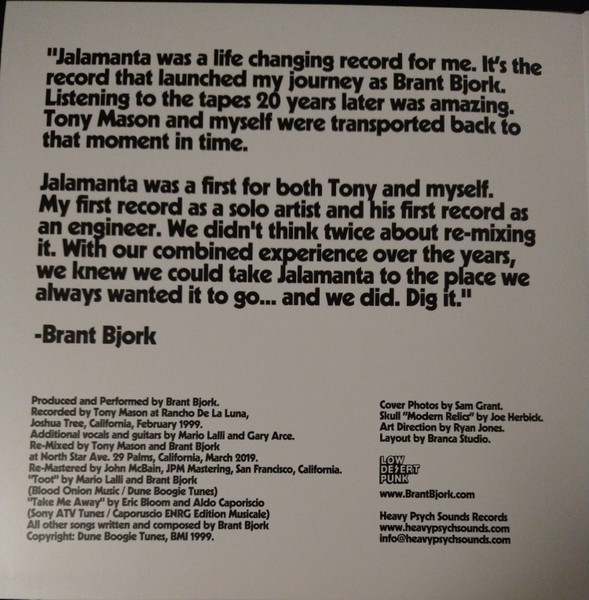 "Jalamanta was a life changing record for me. It's the
record that launched my journey as Brant Bjork.
Listening to the tapes 20 years later was amazing.
Tony Mason and myself were transported back to
that moment in time.
Jalamanta was a first for both Tony and myself.
My first record as a solo artist and his first record as
an engineer. We didn't think twice about re-mixing
it. With our combined experience over the years,
we knew we could take Jalamanta to the place we
always wanted it to go... and we did. Dig it."
-Brant Bjork
Produced and Performed by Brant Bjork.
Recorded by Tony Mason at Rancho De La Luna,
Joshua Tree, California, February 1999.
Additional vocals and guitars by Mario Lalli and Gary Arce.
Re-Mixed by Tony Mason and Brant Bjork
at North Star Ave. 29 Palms, California, March 2019.
Re-Mastered by John McBain, JPM Mastering, San Francisco, California.
"Toot" by Mario Lalli and Brant Bjork
(Blood Onion Music / Dune Boogie Tunes)
"Take Me Away" by Eric Bloom and Aldo Caporiscio
(Sony ATV Tunes / Caporuscio ENRG Edition Musicale)
All other songs written and composed by Brant Bjork
Copyright: Dune Boogie Tunes, BMI 1999.
Cover Photos by Sam Grant.
Skull "Modern Relics" by Joe Herbick.
Art Direction by Ryan Jones.
Layout by Branca Studio.
LOW
DESERT
PUNK
www.BrantBjork.com
Heavy Psych Sounds Records
www.heavypsychsounds.com
info@heavypsychsounds.com